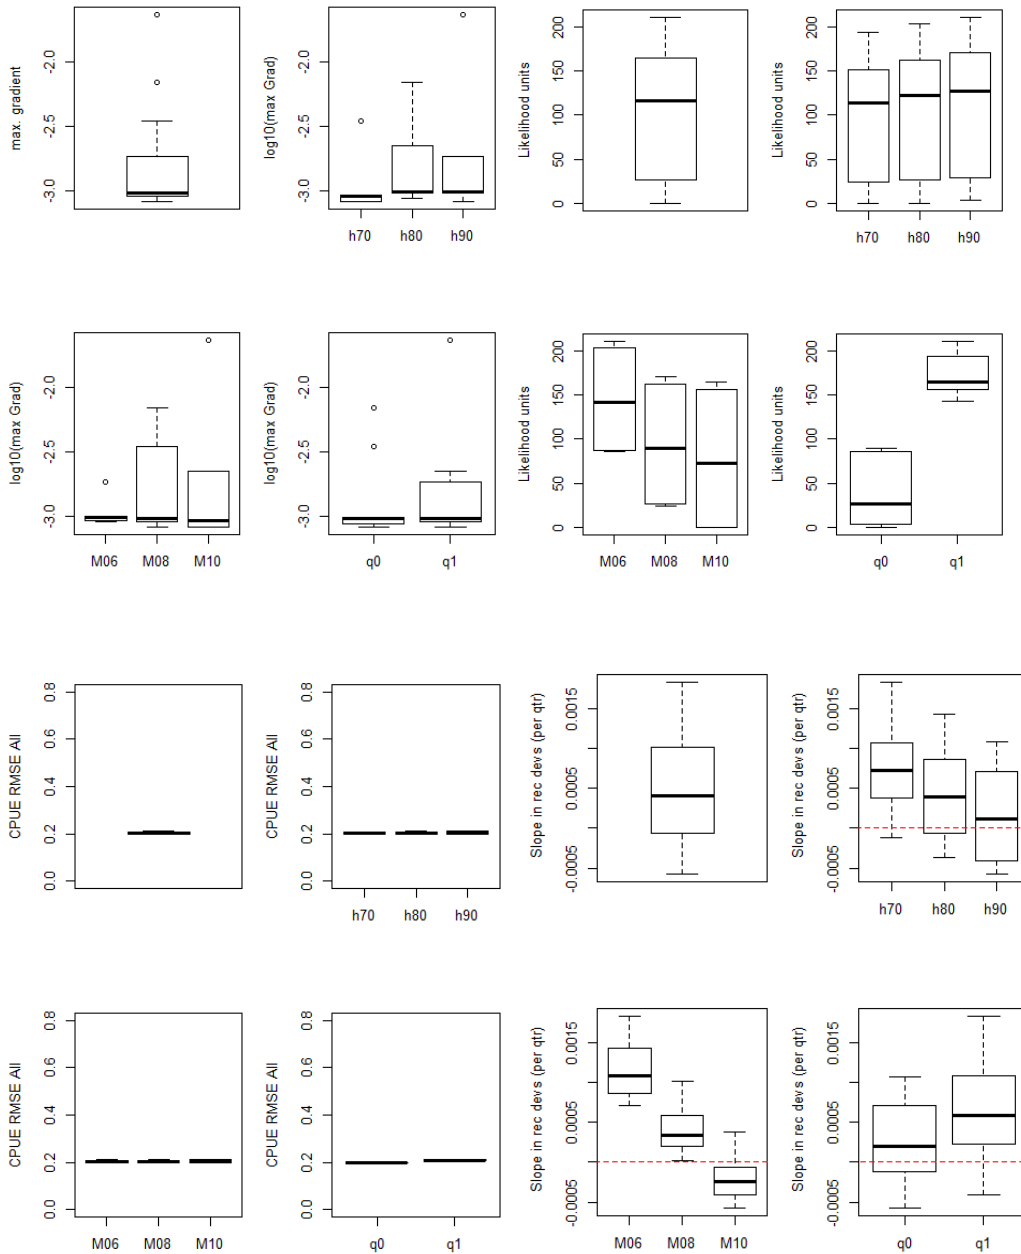 max. gradient
-2.0
-2.5
-3.0
log10(max Grad)
-2.0
-2.5
-3.0
h70 h80 h90
Likelihood units
200
150
100
50
0
Likelihood units
200
150
100
50
0
h70 h80 h90
log10(max Grad)
-2.0
-2.5
-3.0
M06 M08 M10
log10(max Grad)
-2.0
-2.5
-3.0
q0 q1
Likelihood units
200
150
100
50
0
M06 M08 M10
Likelihood units
200
150
100
50
0
q0 q1
CPUE RMSE All
0.8
0.6
0.4
0.2
0.0
CPUE RMSE All
0.8
0.6
0.4
0.2
0.0
h70 h80 h90
Slope in rec devs (per qtr)
0.0015
0.0005
-0.0005
Slope in rec devs (per qtr)
0.0015
0.0005
-0.0005
h70 h80 h90
CPUE RMSE All
0.8
0.6
0.4
0.2
0.0
M06 M08 M10
CPUE RMSE All
0.8
0.6
0.4
0.2
0.0
q0 q1
Slope in rec devs (per qtr)
0.0015
0.0005
-0.0005
M06 M08 M10
Slope in rec devs (per qtr)
0.0015
0.0005
-0.0005
q0 q1